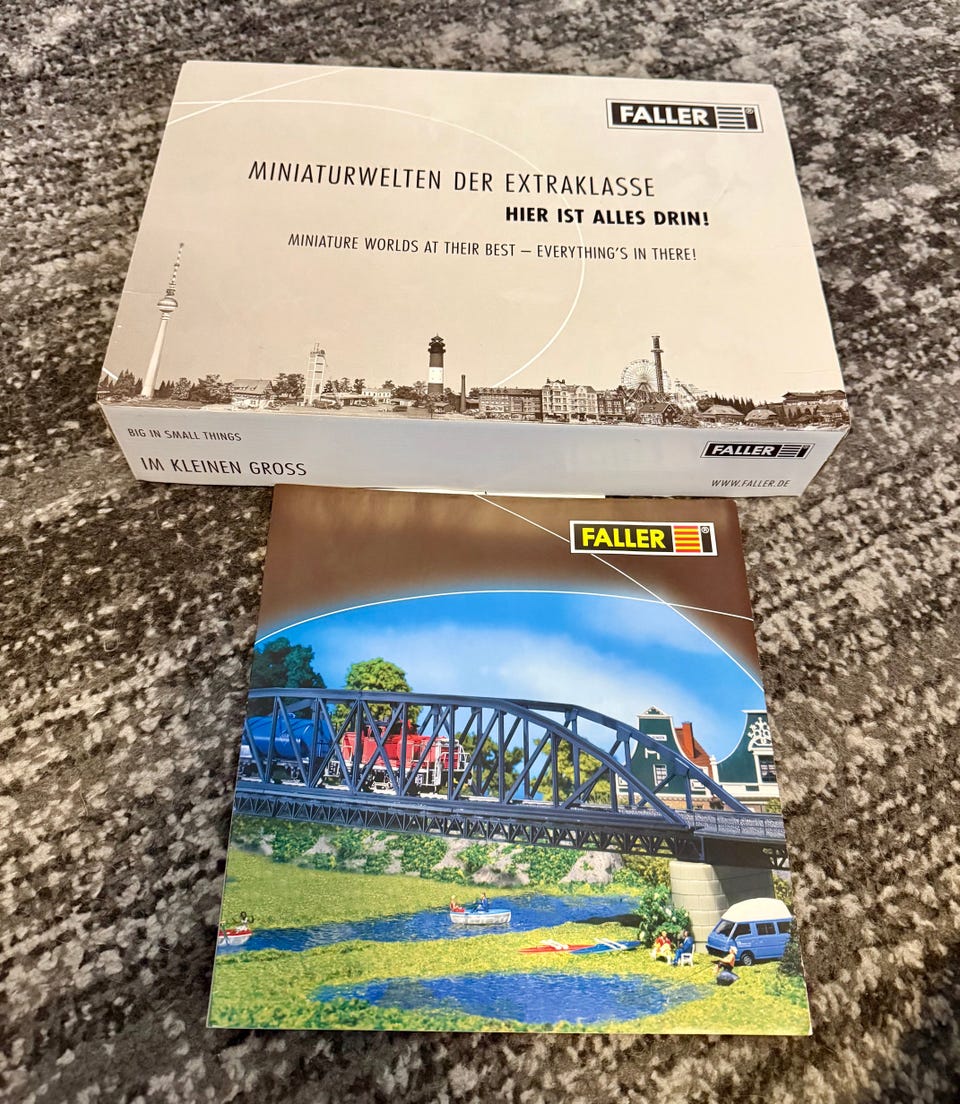 FALLER
MINIATURWELTEN DER EXTRAKLASSE
HIER IST ALLES DRIN!
MINIATURE WORLDS AT THEIR BEST – EVERYTHING'S IN THERE!
BIG IN SMALL THINGS
IM KLEINEN GROSS
FALLER
WWW.FALLER.DE
FALLER®